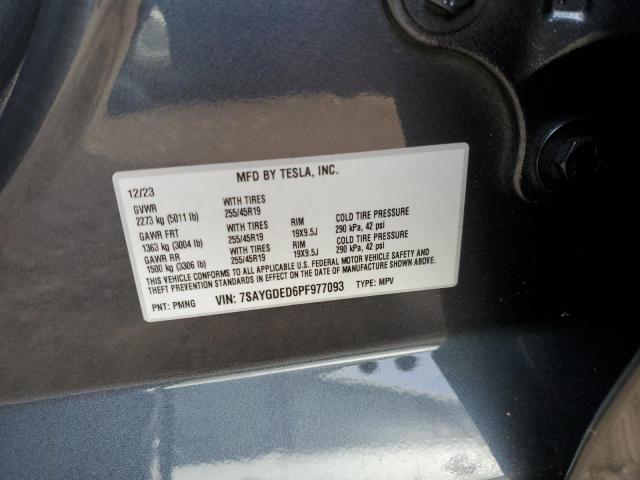 MFD BY TESLA, INC.
12/23
GVWR WITH TIRES
2273 kg (5011 lb) 255/45R19
GAWR FRT WITH TIRES RIM COLD TIRE PRESSURE
1363 kg (3004 lb) 255/45R19 19X9.5J 290 kPa, 42 psi
GAWR RR WITH TIRES RIM COLD TIRE PRESSURE
1500 kg (3306 lb) 255/45R19 19X9.5J 290 kPa, 42 psi
THIS VEHICLE CONFORMS TO ALL APPLICABLE U.S. FEDERAL MOTOR VEHICLE SAFETY AND
THEFT PREVENTION STANDARDS IN EFFECT ON THE DATE OF MANUFACTURE SHOWN ABOVE.
PNT: PMNG VIN: 7SAYGDED6PF977093 TYPE: MPV